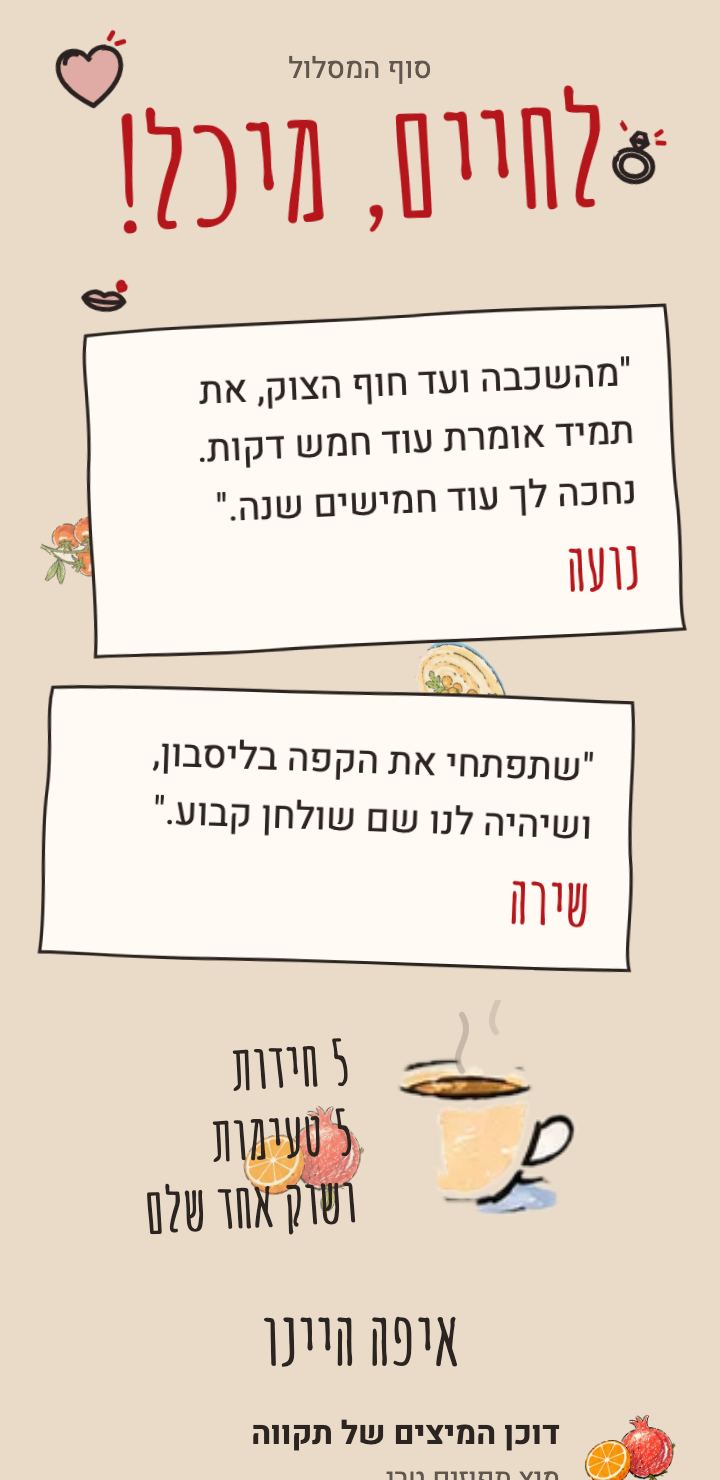 סוף המסלול
לחיים, מיכל!
"מהשכבה ועד חוף הצוק, את
תמיד אומרת עוד חמש דקות.
נחכה לך עוד חמישים שנה."
נועה
"שתפתחי את הקפה בליסבון,
ושיהיה לנו שם שולחן קבוע."
שירה
5 חידות
5 טעימות
ושוק אחד שלם
איפה היינו
דוכן המיצים של תקווה